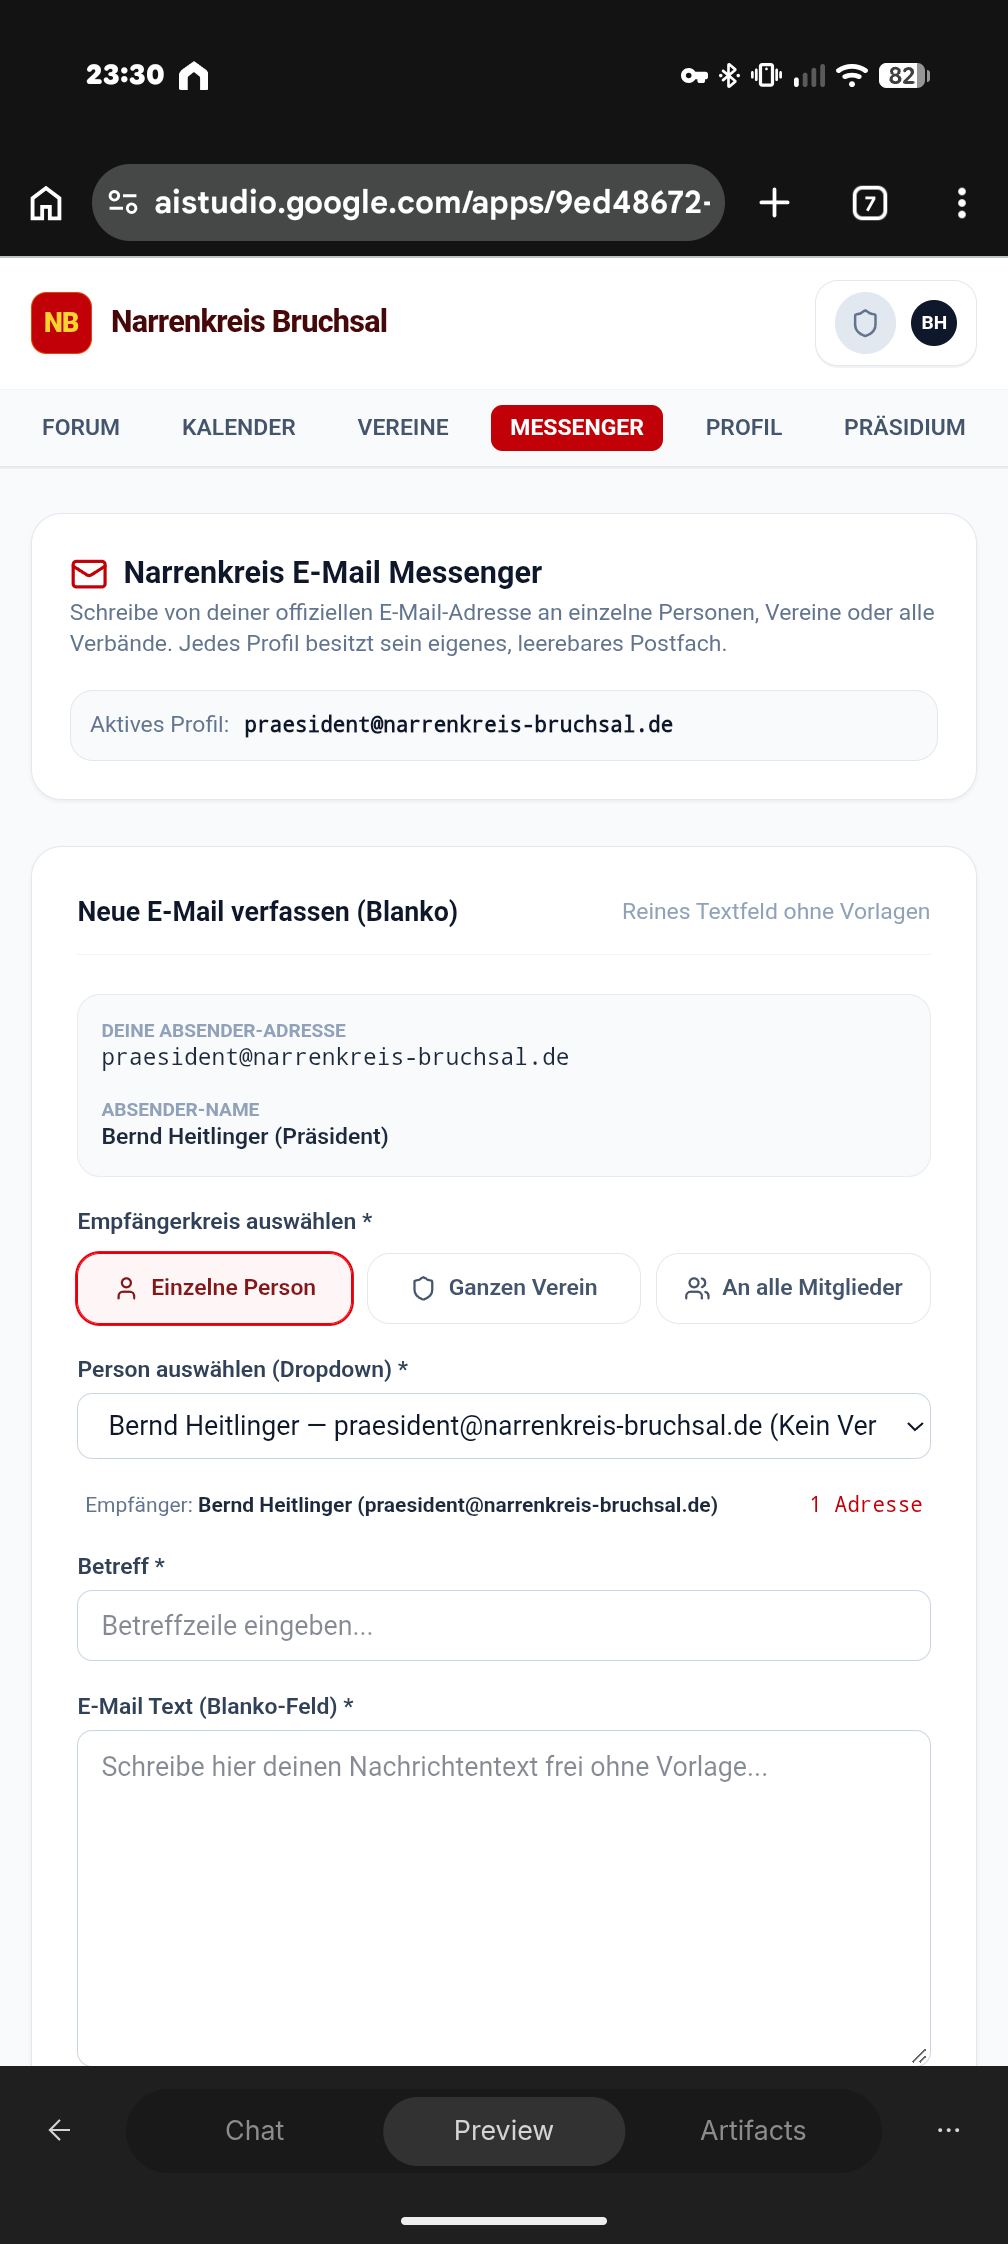 23:30
82
aistudio.google.com/apps/9ed48672-
7
NB
Narrenkreis Bruchsal
BH
FORUM
KALENDER
VEREINE
MESSENGER
PROFIL
PRÄSIDIUM
Narrenkreis E-Mail Messenger
Schreibe von deiner offiziellen E-Mail-Adresse an einzelne Personen, Vereine oder alle
Verbände. Jedes Profil besitzt sein eigenes, leerebares Postfach.
Aktives Profil: praesident@narrenkreis-bruchsal.de
Neue E-Mail verfassen (Blanko)
Reines Textfeld ohne Vorlagen
DEINE ABSENDER-ADRESSE
praesident@narrenkreis-bruchsal.de
ABSENDER-NAME
Bernd Heitlinger (Präsident)
Empfängerkreis auswählen *
Einzelne Person
Ganzen Verein
An alle Mitglieder
Person auswählen (Dropdown) *
Bernd Heitlinger — praesident@narrenkreis-bruchsal.de (Kein Ver
Empfänger: Bernd Heitlinger (praesident@narrenkreis-bruchsal.de)
1 Adresse
Betreff *
Betreffzeile eingeben...
E-Mail Text (Blanko-Feld) *
Schreibe hier deinen Nachrichtentext frei ohne Vorlage...
Chat
Preview
Artifacts